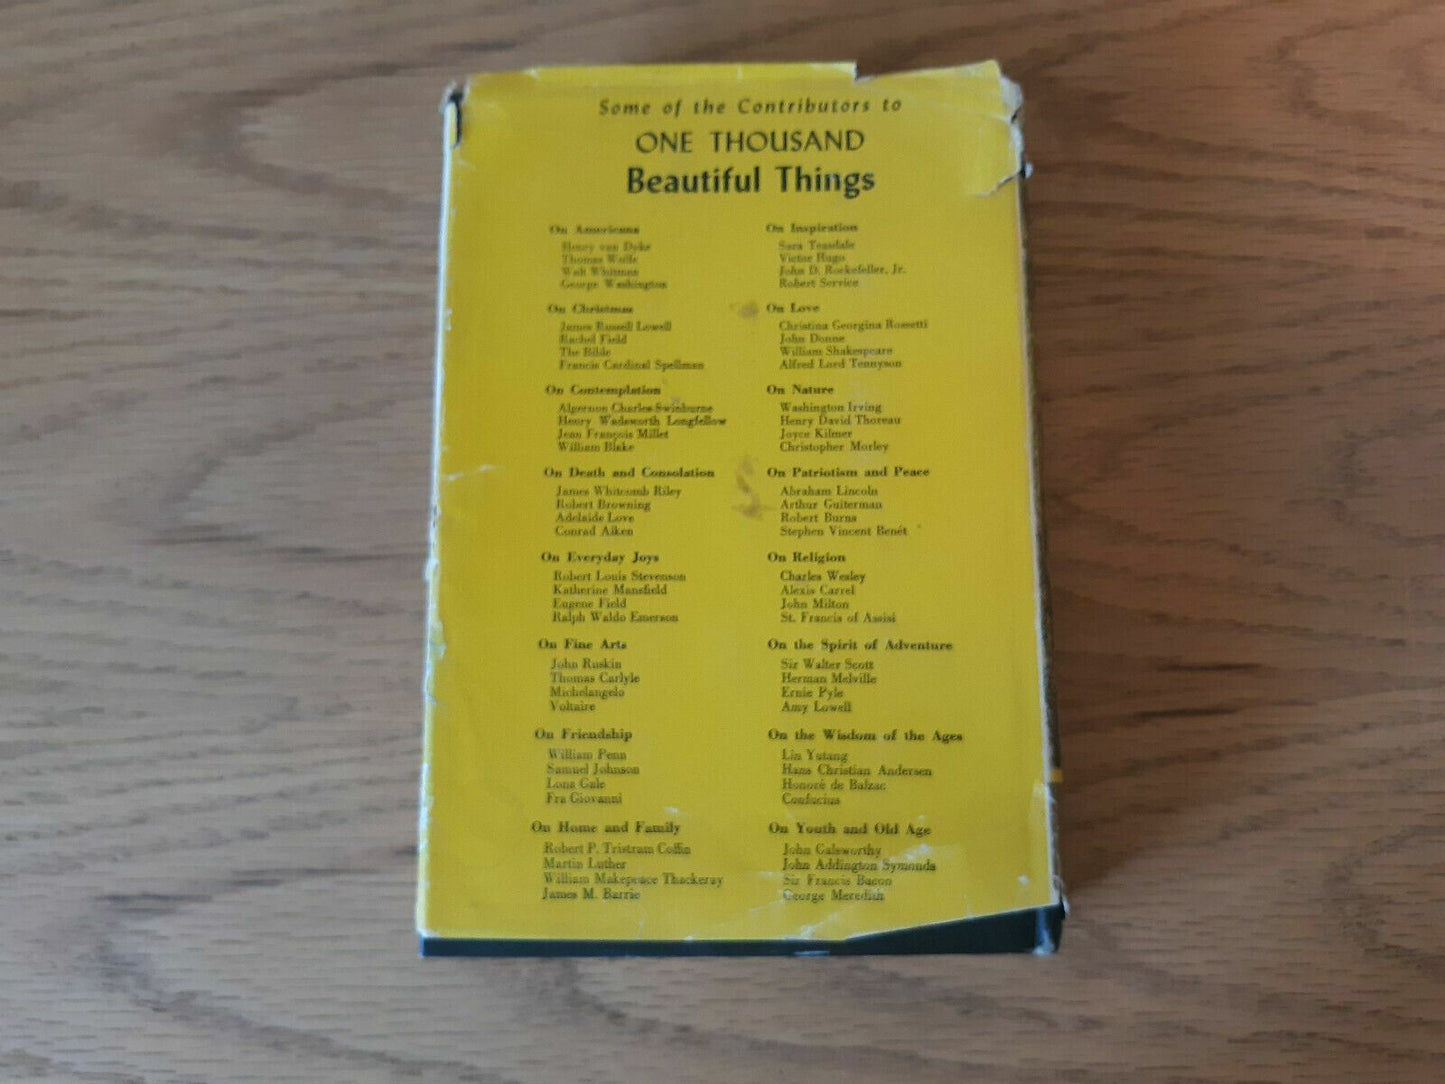 Some of the Contributors to
ONE THOUSAND
Beautiful Things
On Americana
Henry van Dyke
Thomas Wolfe
Walt Whitman
George Washington
On Christmas
James Russell Lowell
Rachel Field
The Bible
Francis Cardinal Spellman
On Contemplation
Algernon Charles Swinburne
Henry Wadsworth Longfellow
Jean François Millet
William Blake
On Death and Consolation
James Whitcomb Riley
Robert Browning
Adelaide Love
Conrad Aiken
On Everyday Joys
Robert Louis Stevenson
Katherine Mansfield
Eugene Field
Ralph Waldo Emerson
On Fine Arts
John Ruskin
Thomas Carlyle
Michelangelo
Voltaire
On Friendship
William Penn
Samuel Johnson
Lona Gale
Fra Giovanni
On Home and Family
Robert P. Tristram Coffin
Martin Luther
William Makepeace Thackeray
James M. Barrie
On Inspiration
Sara Teasdale
Victor Hugo
John D. Rockefeller, Jr.
Robert Service
On Love
Christina Georgina Rossetti
John Donne
William Shakespeare
Alfred Lord Tennyson
On Nature
Washington Irving
Henry David Thoreau
Joyce Kilmer
Christopher Morley
On Patriotism and Peace
Abraham Lincoln
Arthur Guiterman
Robert Burns
Stephen Vincent Benét
On Religion
Charles Wesley
Alexis Carrel
John Milton
St. Francis of Assisi
On the Spirit of Adventure
Sir Walter Scott
Herman Melville
Ernie Pyle
Amy Lowell
On the Wisdom of the Ages
Lin Yutang
Hans Christian Andersen
Honoré de Balzac
Confucius
On Youth and Old Age
John Galsworthy
John Addington Symonds
Sir Francis Bacon
George Meredith